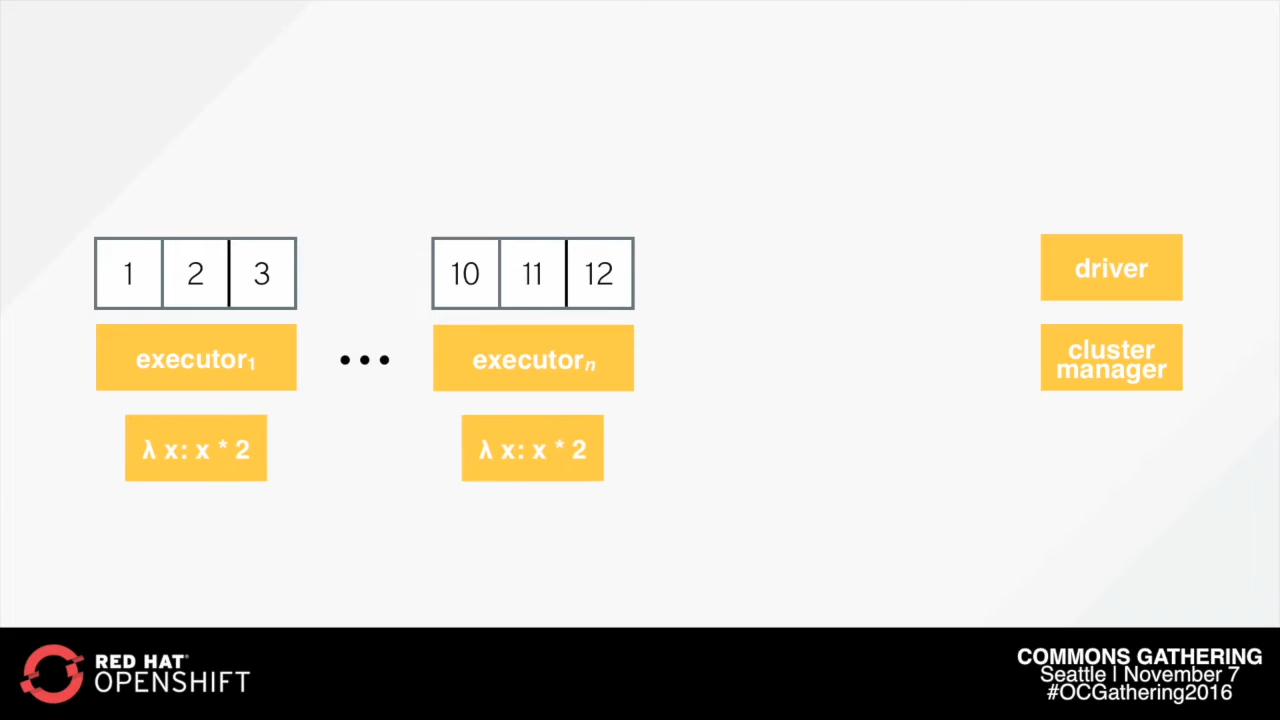 1 2 3
10 11 12
driver
executor1
executorn
cluster
manager
λ x: x * 2
λ x: x * 2
RED HAT®
OPENSHIFT
COMMONS GATHERING
Seattle | November 7
#OCGathering2016